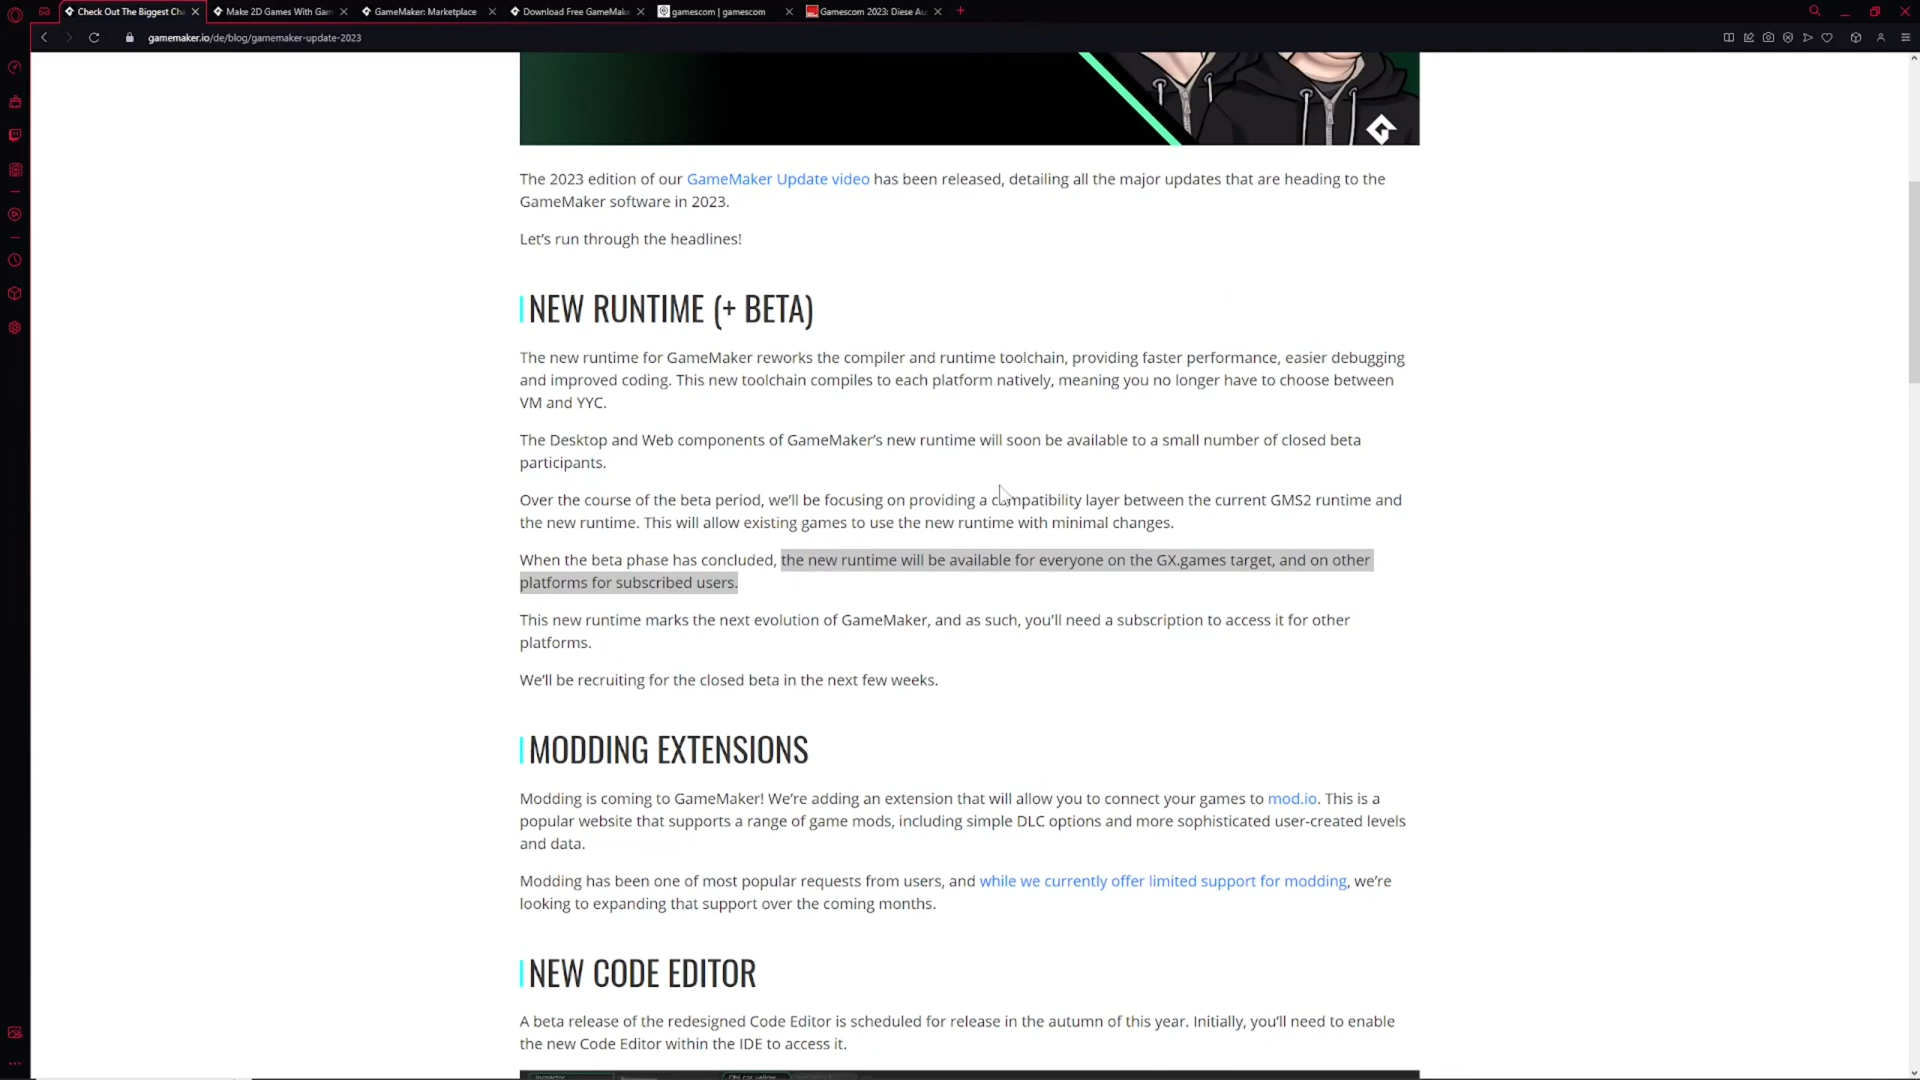 Check Out The Biggest Ch
Make 2D Games With Gam
GameMaker: Marketplace
Download Free GameMak
gamescom | gamescom
Gamescom 2023: Diese Au
gamemaker.io/de/blog/gamemaker-update-2023
The 2023 edition of our GameMaker Update video has been released, detailing all the major updates that are heading to the
GameMaker software in 2023.
Let's run through the headlines!
NEW RUNTIME (+ BETA)
The new runtime for GameMaker reworks the compiler and runtime toolchain, providing faster performance, easier debugging
and improved coding. This new toolchain compiles to each platform natively, meaning you no longer have to choose between
VM and YYC.
The Desktop and Web components of GameMaker's new runtime will soon be available to a small number of closed beta
participants.
Over the course of the beta period, we'll be focusing on providing a compatibility layer between the current GMS2 runtime and
the new runtime. This will allow existing games to use the new runtime with minimal changes.
When the beta phase has concluded, the new runtime will be available for everyone on the GX.games target, and on other
platforms for subscribed users.
This new runtime marks the next evolution of GameMaker, and as such, you'll need a subscription to access it for other
platforms.
We'll be recruiting for the closed beta in the next few weeks.
MODDING EXTENSIONS
Modding is coming to GameMaker! We're adding an extension that will allow you to connect your games to mod.io. This is a
popular website that supports a range of game mods, including simple DLC options and more sophisticated user-created levels
and data.
Modding has been one of most popular requests from users, and while we currently offer limited support for modding, we're
looking to expanding that support over the coming months.
NEW CODE EDITOR
A beta release of the redesigned Code Editor is scheduled for release in the autumn of this year. Initially, you'll need to enable
the new Code Editor within the IDE to access it.